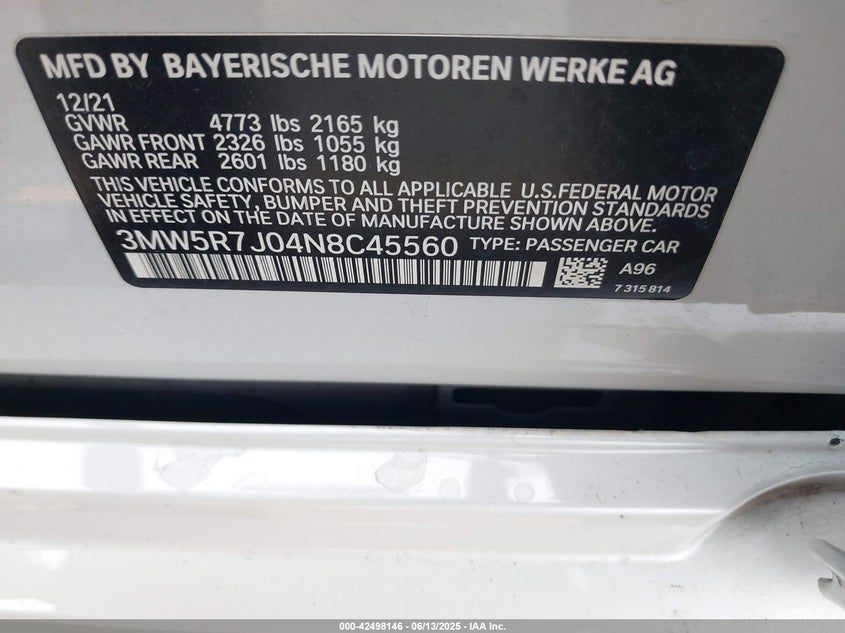 MFD BY BAYERISCHE MOTOREN WERKE AG
12/21
GVWR 4773 lbs 2165 kg
GAWR FRONT 2326 lbs 1055 kg
GAWR REAR 2601 lbs 1180 kg
THIS VEHICLE CONFORMS TO ALL APPLICABLE U.S.FEDERAL MOTOR
VEHICLE SAFETY, BUMPER AND THEFT PREVENTION STANDARDS
IN EFFECT ON THE DATE OF MANUFACTURE SHOWN ABOVE.
3MW5R7J04N8C45560 TYPE: PASSENGER CAR
A96
7 315 814
000-42498146 - 06/13/2025 - IAA Inc.